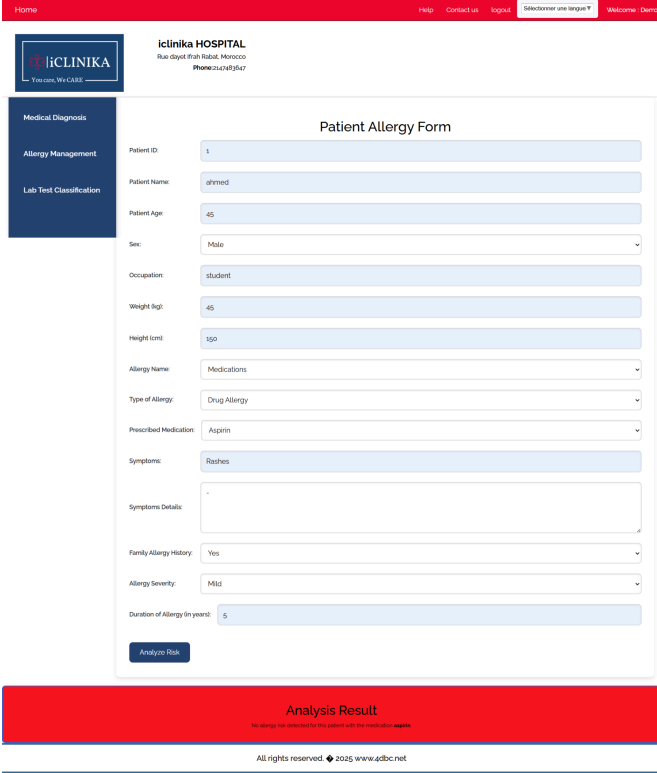 Home Help Contact us logout Sélectionner une langue▼ Welcome : Demo
iclinika HOSPITAL
Rue dayet Ifrah Rabat, Morocco
Phone:2147483647
iCLINIKA
You care, We CARE
Medical Diagnosis
Allergy Management
Lab Test Classification
Patient Allergy Form
Patient ID: 1
Patient Name: ahmed
Patient Age: 45
Sex: Male
Occupation: student
Weight (kg): 45
Height (cm): 150
Allergy Name: Medications
Type of Allergy: Drug Allergy
Prescribed Medication: Aspirin
Symptoms: Rashes
Symptoms Details: -
Family Allergy History: Yes
Allergy Severity: Mild
Duration of Allergy (in years): 5
Analyze Risk
Analysis Result
No allergy risk detected for this patient with the medication aspirin.
All rights reserved. � 2025 www.4dbc.net